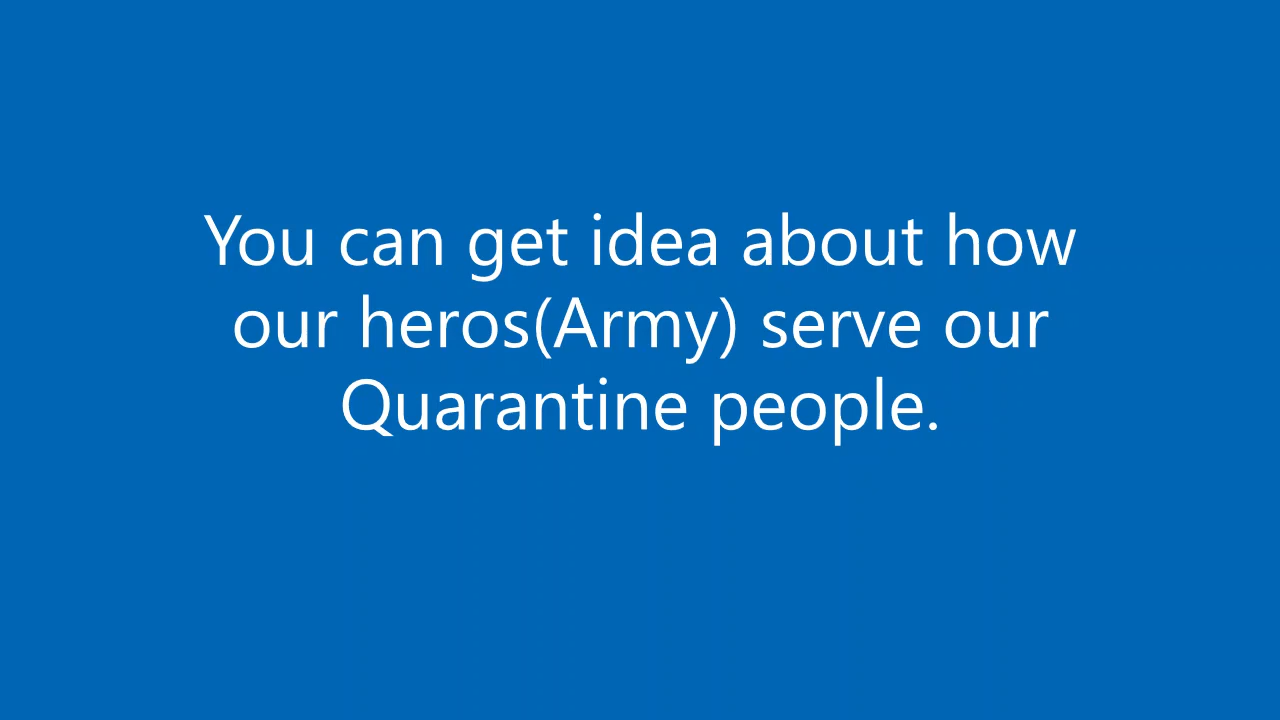 You can get idea about how
our heros(Army) serve our
Quarantine people.